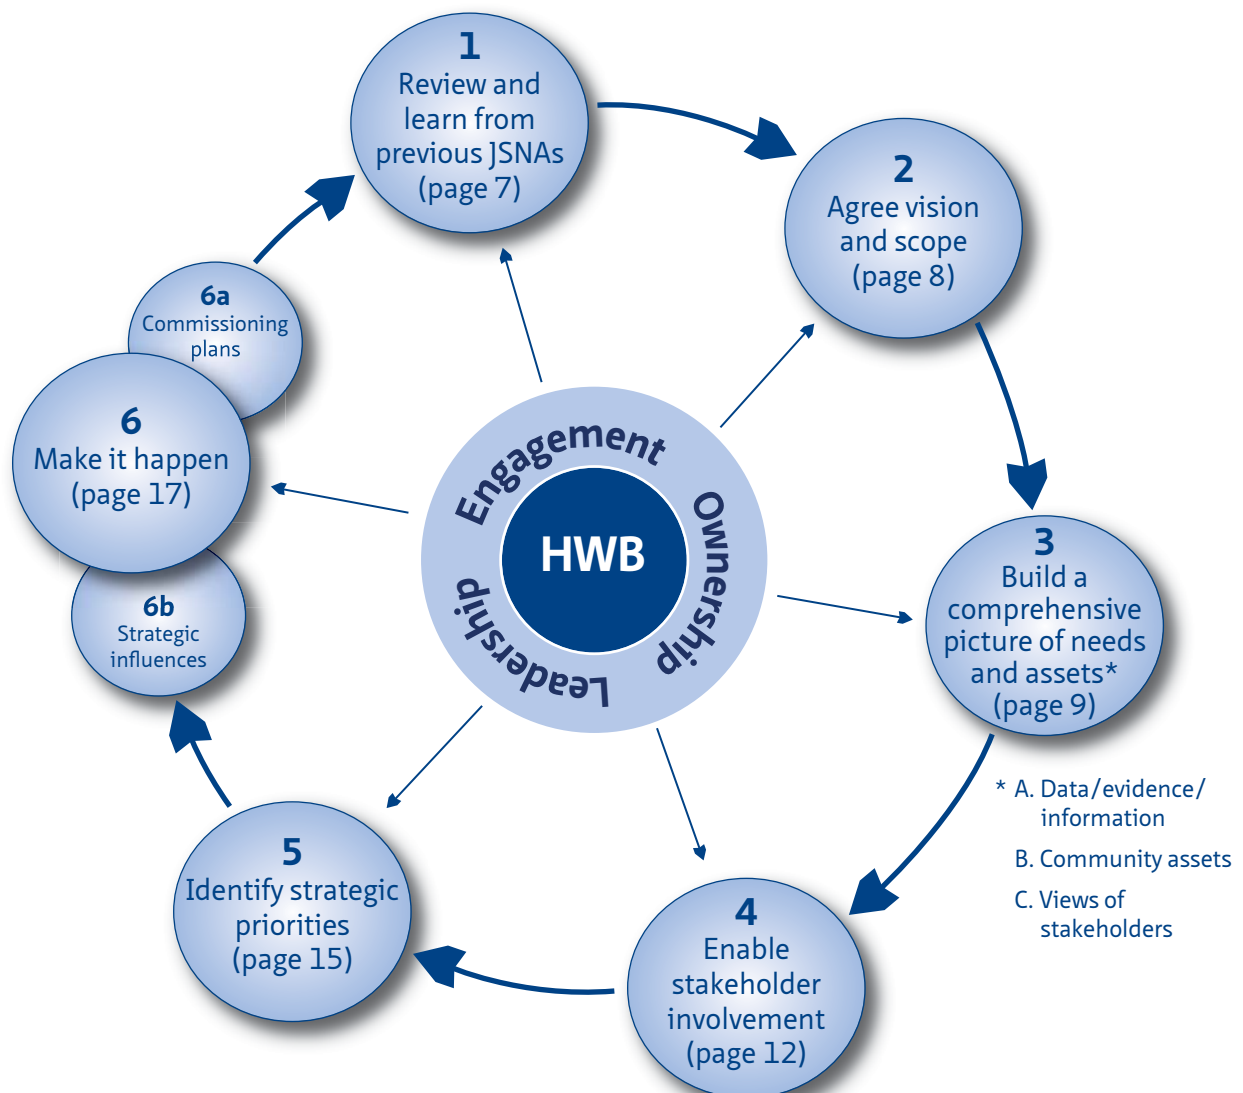 1
Review and
learn from
previous JSNAs
(page 7)
2
Agree vision
and scope
(page 8)
3
Build a
comprehensive
picture of needs
and assets*
(page 9)
* A. Data/evidence/
information
B. Community assets
C. Views of
stakeholders
4
Enable
stakeholder
involvement
(page 12)
5
Identify strategic
priorities
(page 15)
6
Make it happen
(page 17)
6a
Commissioning
plans
6b
Strategic
influences
Engagement
Ownership
Leadership
HWB